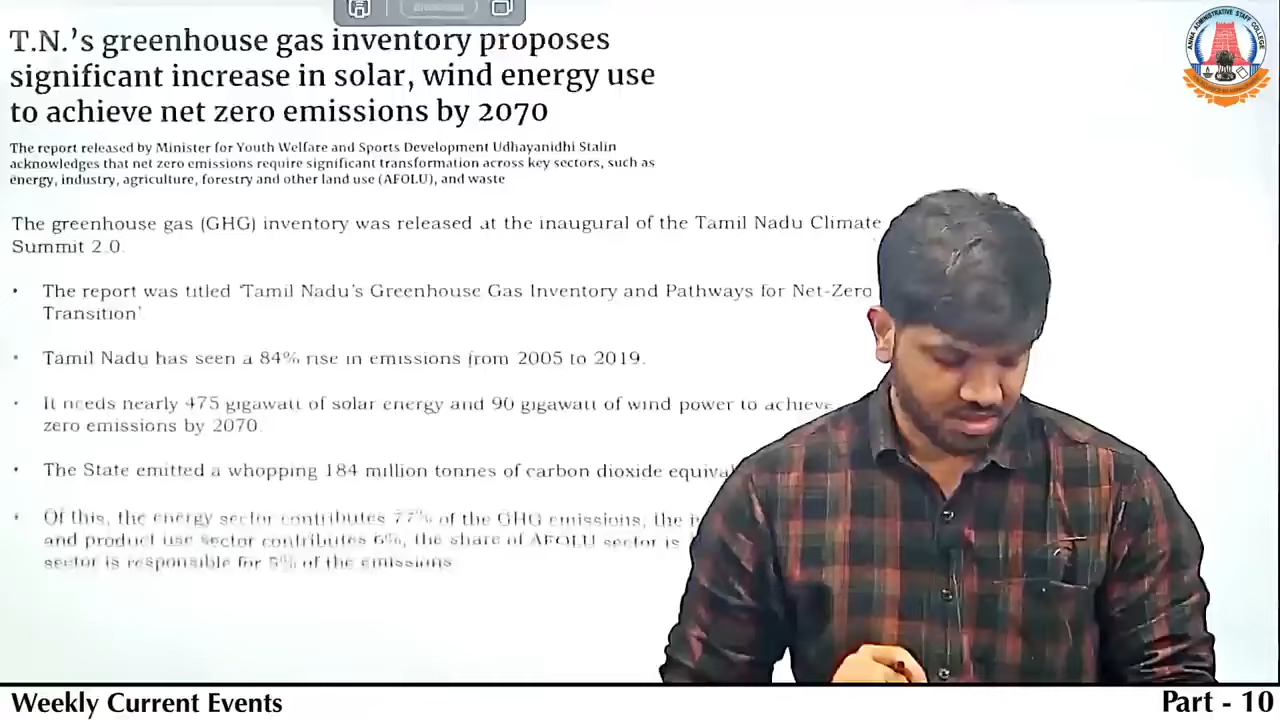 T.N.'s greenhouse gas inventory proposes
significant increase in solar, wind energy use
to achieve net zero emissions by 2070
The report released by Minister for Youth Welfare and Sports Development Udhayanidhi Stalin
acknowledges that net zero emissions require significant transformation across key sectors, such as
energy, industry, agriculture, forestry and other land use (AFOLU), and waste
The greenhouse gas (GHG) inventory was released at the inaugural of the Tamil Nadu Climate
Summit 2.0.
• The report was titled 'Tamil Nadu's Greenhouse Gas Inventory and Pathways for Net-Zero
Transition'
• Tamil Nadu has seen a 84% rise in emissions from 2005 to 2019.
• It needs nearly 475 gigawatt of solar energy and 90 gigawatt of wind power to achieve
zero emissions by 2070.
• The State emitted a whopping 184 million tonnes of carbon dioxide
• Of this, the energy sector contributes 77% of the GHG emissions, the
and product use sector contributes 6%, the share of AFOLU sector is
sector is responsible for 5% of the emissions
ANNA ADMINISTRATIVE STAFF COLLEGE
Weekly Current Events
Part - 10